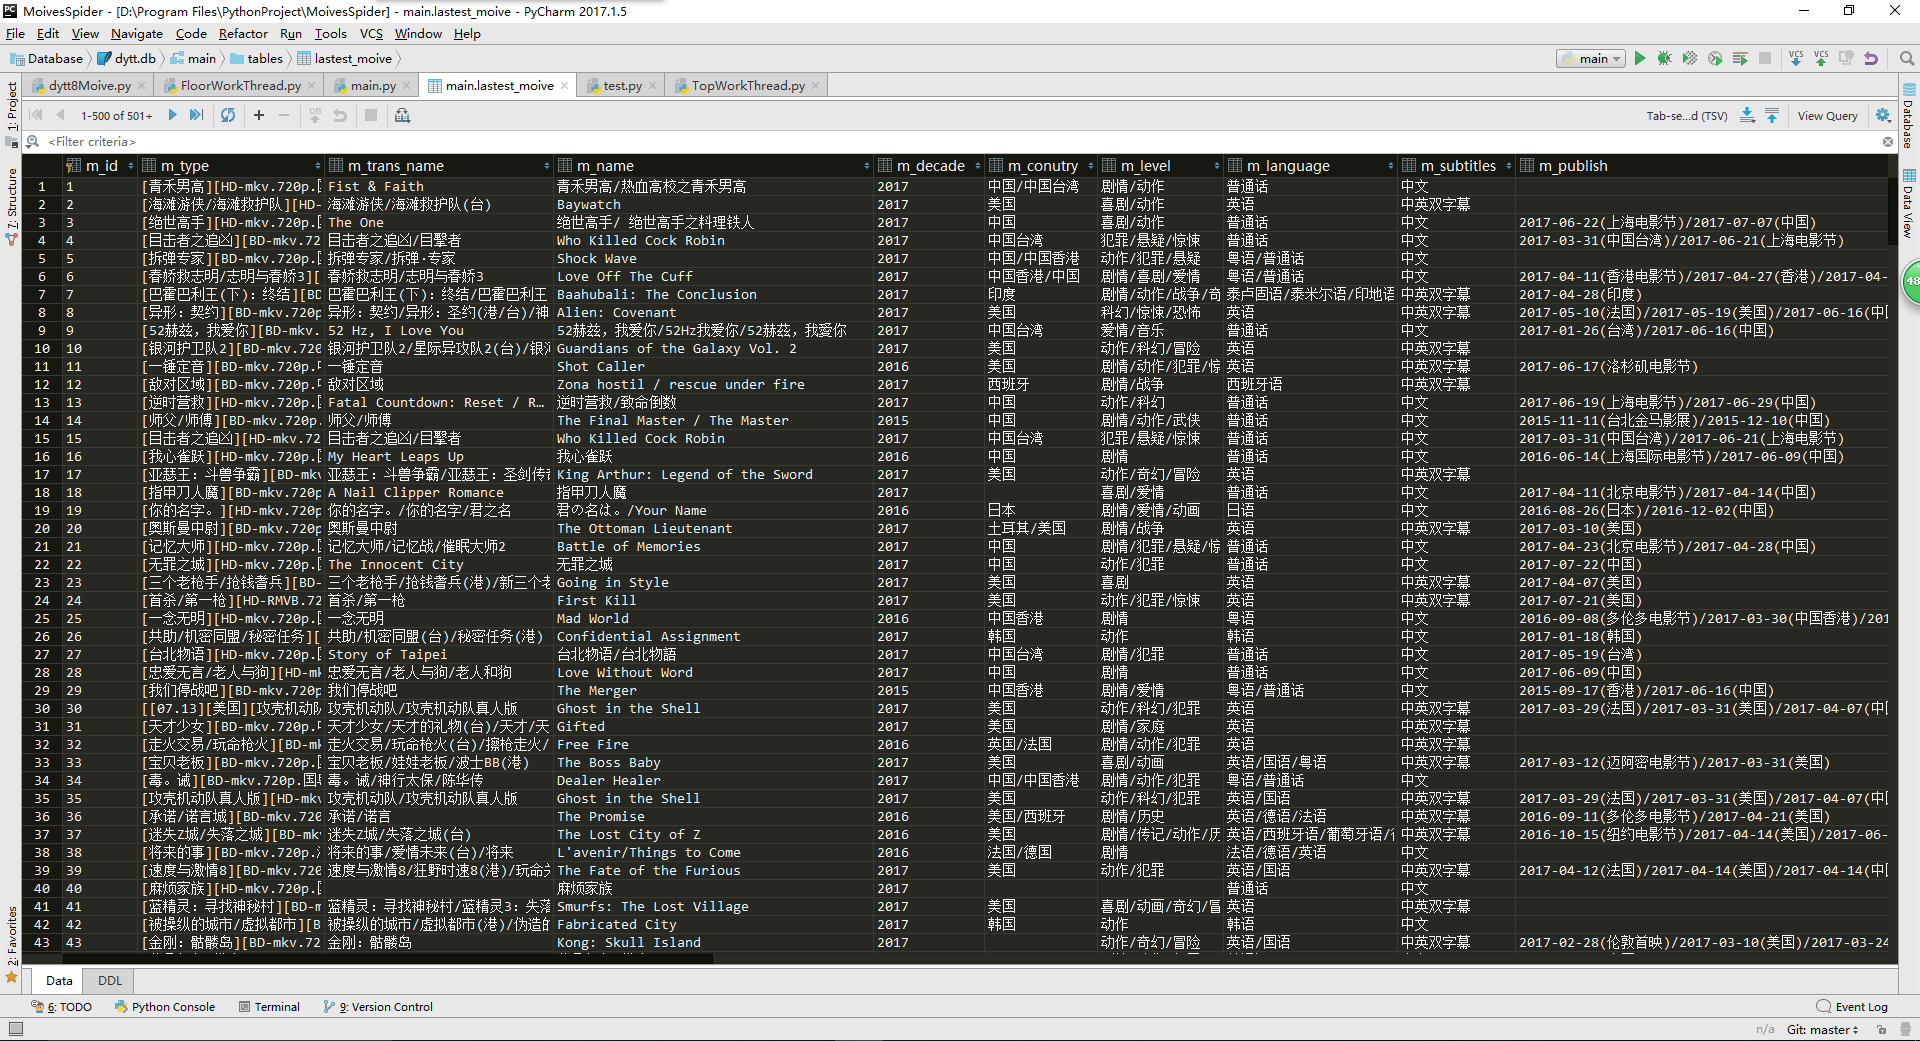 MoivesSpider - [D:\Program Files\PythonProject\MoivesSpider] - main.lastest_moive - PyCharm 2017.1.5
File Edit View Navigate Code Refactor Run Tools VCS Window Help
Database dytt.db main tables lastest_moive main VCS VCS
dytt8Moive.py FloorWorkThread.py main.py main.lastest_moive test.py TopWorkThread.py
1-500 of 501+ DB Tab-se...d (TSV) View Query
<Filter criteria>
m_id m_type m_trans_name m_name m_decade m_conutry m_level m_language m_subtitles m_publish
1 1 [青禾男高][HD-mkv.720p. Fist & Faith 青禾男高/热血高校之青禾男高 2017 中国/中国台湾 剧情/动作 普通话 中文
2 2 [海滩游侠/海滩救护队][HD- 海滩游侠/海滩救护队(台) Baywatch 2017 美国 喜剧/动作 英语 中英双字幕
3 3 [绝世高手][HD-mkv.720p. The One 绝世高手/ 绝世高手之料理铁人 2017 中国 喜剧/动作 普通话 中文 2017-06-22(上海电影节)/2017-07-07(中国)
4 4 [目击者之追凶][BD-mkv.72 目击者之追凶/目擊者 Who Killed Cock Robin 2017 中国台湾 犯罪/悬疑/惊悚 普通话 中文 2017-03-31(中国台湾)/2017-06-21(上海电影节)
5 5 [拆弹专家][BD-mkv.720p. 拆弹专家/拆弹·专家 Shock Wave 2017 中国/中国香港 动作/犯罪/悬疑 粤语/普通话 中文
6 6 [春娇救志明/志明与春娇3][ 春娇救志明/志明与春娇3 Love Off The Cuff 2017 中国香港/中国 剧情/喜剧/爱情 粤语/普通话 中文 2017-04-11(香港电影节)/2017-04-27(香港)/2017-04-
7 7 [巴霍巴利王(下): 终结][BD 巴霍巴利王(下): 终结/巴霍巴利王 Baahubali: The Conclusion 2017 印度 剧情/动作/战争/奇 泰卢固语/泰米尔语/印地语 中英双字幕 2017-04-28(印度)
8 8 [异形: 契约][BD-mkv.720p 异形: 契约/异形: 圣约(港/台)/神 Alien: Covenant 2017 美国 科幻/惊悚/恐怖 英语 中英双字幕 2017-05-10(法国)/2017-05-19(美国)/2017-06-16(中
9 9 [52赫兹, 我爱你][BD-mkv. 52 Hz, I Love You 52赫兹, 我爱你/52Hz我爱你/52赫茲, 我愛你 2017 中国台湾 爱情/音乐 普通话 中文 2017-01-26(台湾)/2017-06-16(中国)
10 10 [银河护卫队2][BD-mkv.720 银河护卫队2/星际异攻队2(台)/银河 Guardians of the Galaxy Vol. 2 2017 美国 动作/科幻/冒险 英语 中英双字幕
11 11 [一锤定音][BD-mkv.720p. 一锤定音 Shot Caller 2016 美国 剧情/动作/犯罪/惊 英语 中英双字幕 2017-06-17(洛杉矶电影节)
12 12 [敌对区域][BD-mkv.720p. 敌对区域 Zona hostil / rescue under fire 2017 西班牙 剧情/战争 西班牙语 中英双字幕
13 13 [逆时营救][HD-mkv.720p. Fatal Countdown: Reset / R... 逆时营救/致命倒数 2017 中国 动作/科幻 普通话 中文 2017-06-19(上海电影节)/2017-06-29(中国)
14 14 [师父/师傅][BD-mkv.720p. 师父/师傅 The Final Master / The Master 2015 中国 剧情/动作/武侠 普通话 中文 2015-11-11(台北金马影展)/2015-12-10(中国)
15 15 [目击者之追凶][HD-mkv.72 目击者之追凶/目擊者 Who Killed Cock Robin 2017 中国台湾 犯罪/悬疑/惊悚 普通话 中文 2017-03-31(中国台湾)/2017-06-21(上海电影节)
16 16 [我心雀跃][HD-mkv.720p. My Heart Leaps Up 我心雀跃 2016 中国 剧情 普通话 中文 2016-06-14(上海国际电影节)/2017-06-09(中国)
17 17 [亚瑟王: 斗兽争霸][BD-mkv 亚瑟王: 斗兽争霸/亚瑟王: 圣剑传奇 King Arthur: Legend of the Sword 2017 美国 动作/奇幻/冒险 英语 中英双字幕
18 18 [指甲刀人魔][BD-mkv.720p A Nail Clipper Romance 指甲刀人魔 2017 喜剧/爱情 普通话 中文 2017-04-11(北京电影节)/2017-04-14(中国)
19 19 [你的名字。][HD-mkv.720p 你的名字。/你的名字/君之名 君の名は。/Your Name 2016 日本 剧情/爱情/动画 日语 中文 2016-08-26(日本)/2016-12-02(中国)
20 20 [奥斯曼中尉][BD-mkv.720p 奥斯曼中尉 The Ottoman Lieutenant 2017 土耳其/美国 剧情/战争 英语 中英双字幕 2017-03-10(美国)
21 21 [记忆大师][HD-mkv.720p. 记忆大师/记忆战/催眠大师2 Battle of Memories 2017 中国 剧情/犯罪/悬疑/惊 普通话 中文 2017-04-23(北京电影节)/2017-04-28(中国)
22 22 [无罪之城][HD-mkv.720p. The Innocent City 无罪之城 2017 中国 动作/犯罪 普通话 中文 2017-07-22(中国)
23 23 [三个老枪手/抢钱耆兵][BD- 三个老枪手/抢钱耆兵(港)/新三个老 Going in Style 2017 美国 喜剧 英语 中英双字幕 2017-04-07(美国)
24 24 [首杀/第一枪][HD-RMVB.72 首杀/第一枪 First Kill 2017 美国 动作/犯罪/惊悚 英语 中英双字幕 2017-07-21(美国)
25 25 [一念无明][HD-mkv.720p. 一念无明 Mad World 2016 中国香港 剧情 粤语 中文 2016-09-08(多伦多电影节)/2017-03-30(中国香港)/201
26 26 [共助/机密同盟/秘密任务][ 共助/机密同盟(台)/秘密任务(港) Confidential Assignment 2017 韩国 动作 韩语 中文 2017-01-18(韩国)
27 27 [台北物语][HD-mkv.720p. Story of Taipei 台北物语/台北物語 2017 中国台湾 剧情/犯罪 普通话 中文 2017-05-19(台湾)
28 28 [忠爱无言/老人与狗][HD-m 忠爱无言/老人与狗/老人和狗 Love Without Word 2017 中国 剧情 普通话 中文 2017-06-09(中国)
29 29 [我们停战吧][BD-mkv.720p 我们停战吧 The Merger 2015 中国香港 剧情/爱情 粤语/普通话 中文 2015-09-17(香港)/2017-06-16(中国)
30 30 [[07.13][美国][攻壳机动队 攻壳机动队/攻壳机动队真人版 Ghost in the Shell 2017 美国 动作/科幻/犯罪 英语 中英双字幕 2017-03-29(法国)/2017-03-31(美国)/2017-04-07(中
31 31 [天才少女][BD-mkv.720p. 天才少女/天才的礼物(台)/天才/天 Gifted 2017 美国 剧情/家庭 英语 中英双字幕
32 32 [走火交易/玩命枪火][BD-mk 走火交易/玩命枪火(台)/擦枪走火/ Free Fire 2016 英国/法国 剧情/动作/犯罪 英语 中英双字幕
33 33 [宝贝老板][BD-mkv.720p. 宝贝老板/娃娃老板/波士BB(港) The Boss Baby 2017 美国 喜剧/动画 英语/国语/粤语 中英双字幕 2017-03-12(迈阿密电影节)/2017-03-31(美国)
34 34 [毒。诫][BD-mkv.720p.国 毒。诫/神行太保/陈华传 Dealer Healer 2017 中国/中国香港 剧情/动作/犯罪 粤语/普通话 中文
35 35 [攻壳机动队真人版][HD-mkv 攻壳机动队/攻壳机动队真人版 Ghost in the Shell 2017 美国 动作/科幻/犯罪 英语/国语 中英双字幕 2017-03-29(法国)/2017-03-31(美国)/2017-04-07(中
36 36 [承诺/诺言城][BD-mkv.720 承诺/诺言 The Promise 2016 美国/西班牙 剧情/历史 英语/德语/法语 中英双字幕 2016-09-11(多伦多电影节)/2017-04-21(美国)
37 37 [迷失Z城/失落之城][BD-mk 迷失Z城/失落之城(台) The Lost City of Z 2016 美国 剧情/传记/动作/历 英语/西班牙语/葡萄牙语/ 中英双字幕 2016-10-15(纽约电影节)/2017-04-14(美国)/2017-06-
38 38 [将来的事][BD-mkv.720p. 将来的事/爱情未来(台)/将来 L'avenir/Things to Come 2016 法国/德国 剧情 法语/德语/英语 中文
39 39 [速度与激情8][BD-mkv.720 速度与激情8/狂野时速8(港)/玩命 The Fate of the Furious 2017 美国 动作/犯罪 英语/国语 中英双字幕 2017-04-12(法国)/2017-04-14(美国)/2017-04-14(中
40 40 [麻烦家族][HD-mkv.720p. 麻烦家族 2017 普通话 中文
41 41 [蓝精灵: 寻找神秘村][BD-m 蓝精灵: 寻找神秘村/蓝精灵3: 失落 Smurfs: The Lost Village 2017 美国 喜剧/动画/奇幻/冒 英语 中英双字幕
42 42 [被操纵的城市/虚拟都市][B 被操纵的城市/虚拟都市(港)/伪造的 Fabricated City 2017 韩国 动作 韩语 中文
43 43 [金刚: 骷髅岛][BD-mkv.72 金刚: 骷髅岛 Kong: Skull Island 2017 动作/奇幻/冒险 英语/国语 中英双字幕 2017-02-28(伦敦首映)/2017-03-10(美国)/2017-03-24
1: Project
7: Structure
2: Favorites
Database
Data View
48
Data DDL
6: TODO Python Console Terminal 9: Version Control Event Log
n/a Git: master